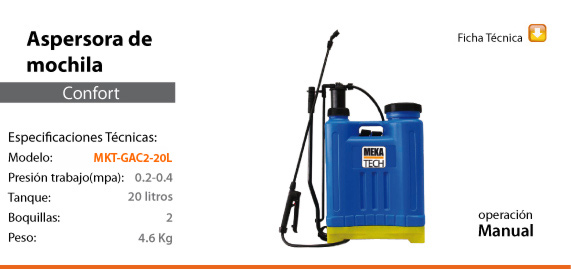 Aspersora de
mochila
Confort
Ficha Técnica
Especificaciones Técnicas:
Modelo: MKT-GAC2-20L
Presión trabajo(mpa): 0.2-0.4
Tanque: 20 litros
Boquillas: 2
Peso: 4.6 Kg
MEKA
TECH
operación
Manual